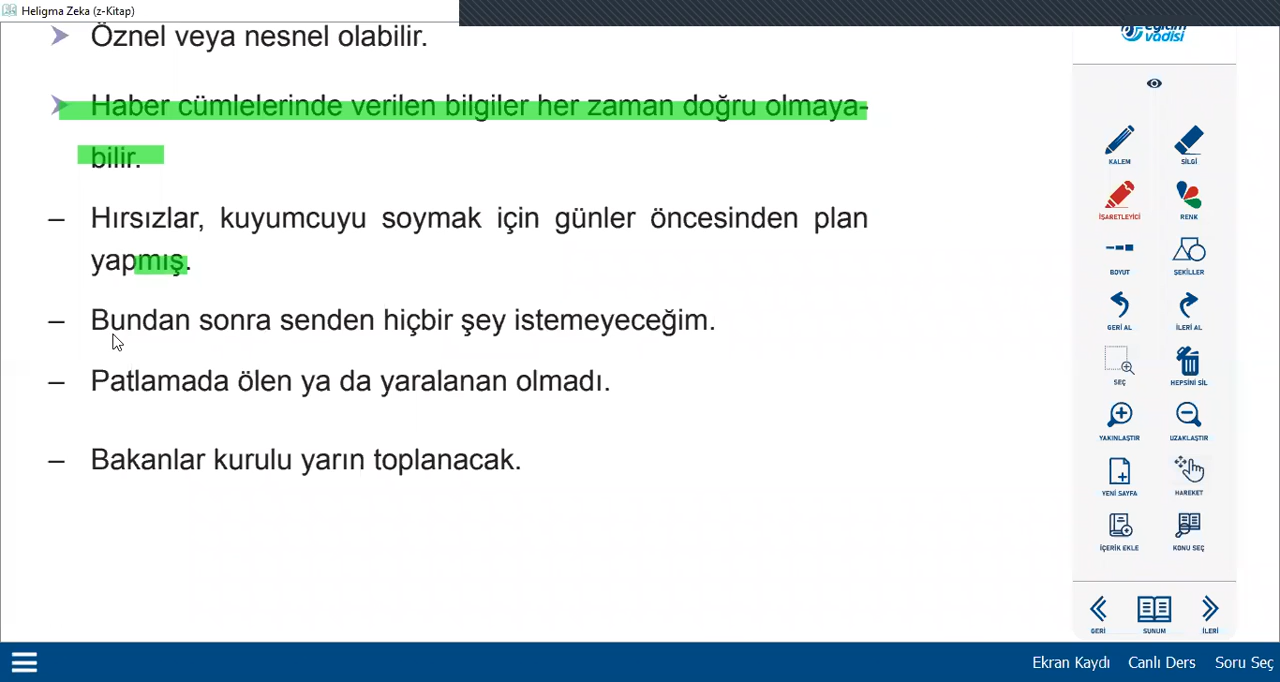 Heligma Zeka (z-Kitap)
Öznel veya nesnel olabilir.
eğitim
vadisi
Haber cümlelerinde verilen bilgiler her zaman doğru olmaya-
bilir.
– Hırsızlar, kuyumcuyu soymak için günler öncesinden plan
yapmış.
– Bundan sonra senden hiçbir şey istemeyeceğim.
– Patlamada ölen ya da yaralanan olmadı.
– Bakanlar kurulu yarın toplanacak.
KALEM
SİLGİ
İŞARETLEYİCİ
RENK
BOYUT
ŞEKİLLER
GERİ AL
İLERİ AL
SEÇ
HEPSİNİ SİL
YAKINLAŞTIR
UZAKLAŞTIR
YENİ SAYFA
HAREKET
İÇERİK EKLE
KONU SEÇ
GERİ
SUNUM
İLERİ
Ekran Kaydı Canlı Ders Soru Seç